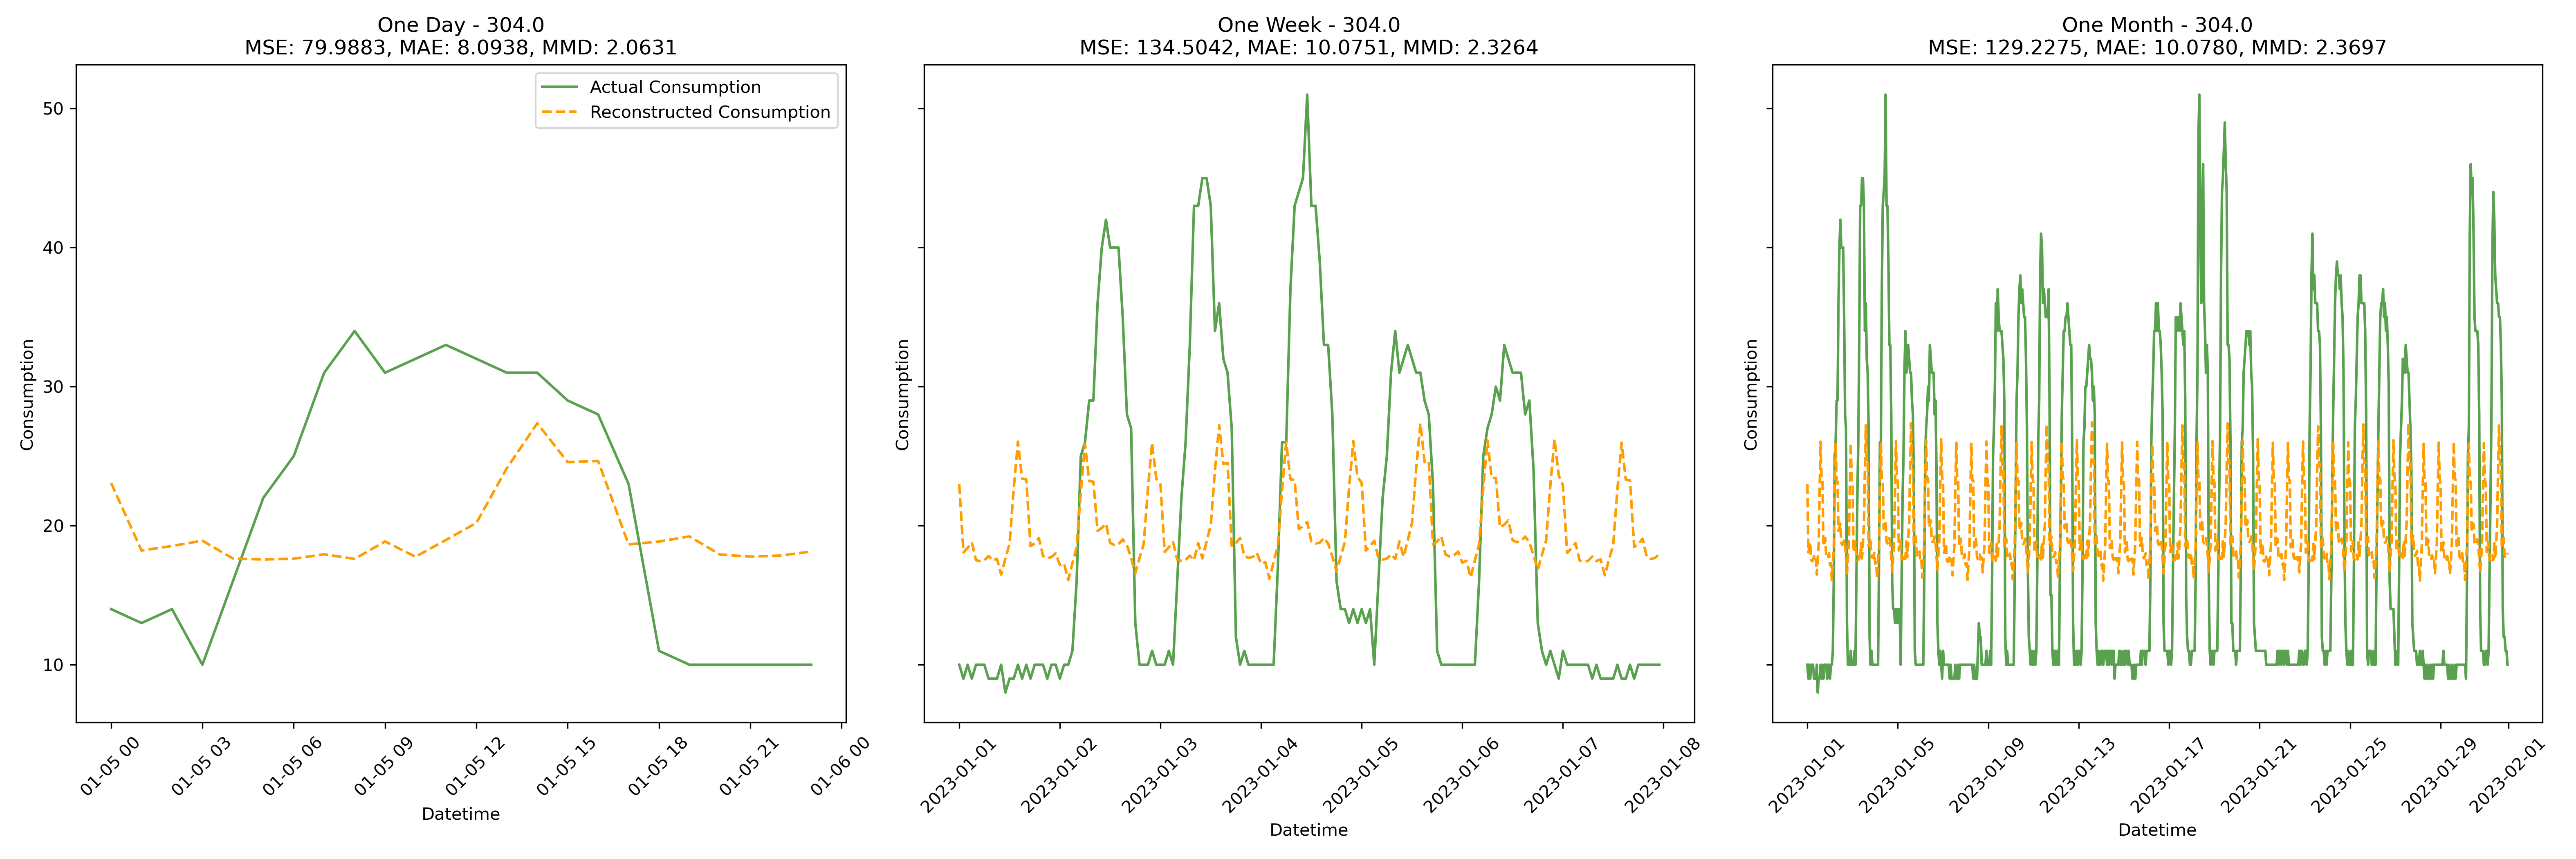 One Day - 304.0
MSE: 79.9883, MAE: 8.0938, MMD: 2.0631
Actual Consumption
Reconstructed Consumption
50
40
30
20
10
Consumption
01-05 00
01-05 03
01-05 06
01-05 09
01-05 12
01-05 15
01-05 18
01-05 21
01-06 00
Datetime
One Week - 304.0
MSE: 134.5042, MAE: 10.0751, MMD: 2.3264
Consumption
2023-01-01
2023-01-02
2023-01-03
2023-01-04
2023-01-05
2023-01-06
2023-01-07
2023-01-08
Datetime
One Month - 304.0
MSE: 129.2275, MAE: 10.0780, MMD: 2.3697
Consumption
2023-01-01
2023-01-05
2023-01-09
2023-01-13
2023-01-17
2023-01-21
2023-01-25
2023-01-29
2023-02-01
Datetime